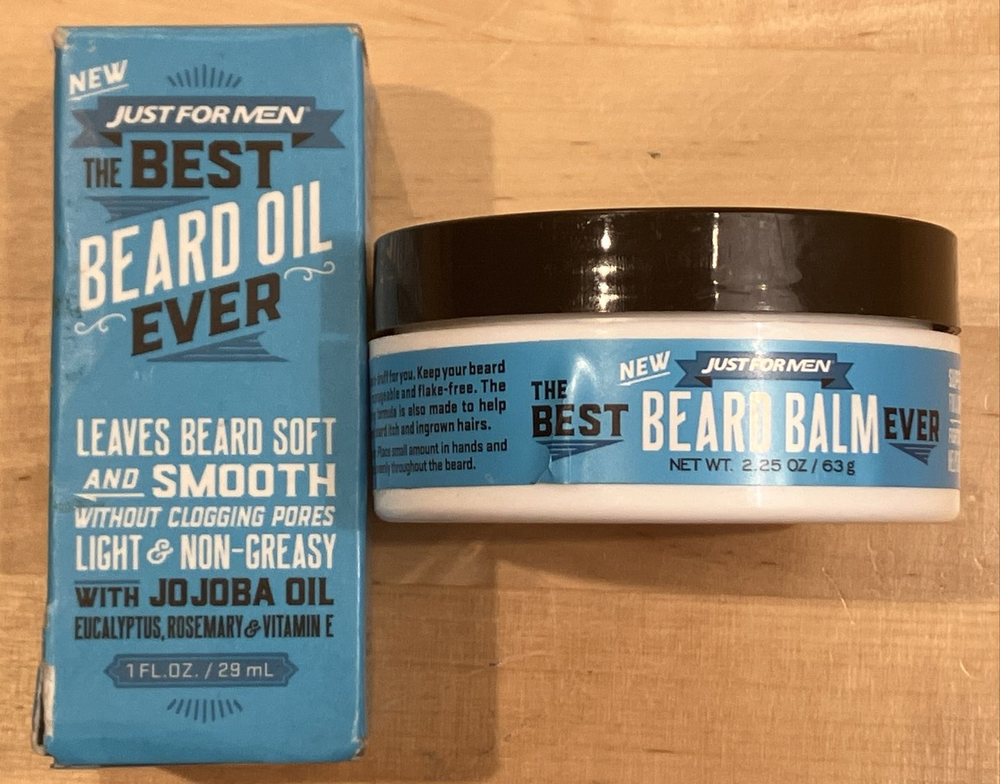 NEW
JUST FOR MEN®
THE BEST
BEARD OIL
EVER
LEAVES BEARD SOFT
AND SMOOTH
WITHOUT CLOGGING PORES
LIGHT & NON-GREASY
WITH JOJOBA OIL
EUCALYPTUS, ROSEMARY & VITAMIN E
1 FL.OZ. / 29 mL
for you. Keep your beard
and flake-free. The
formula is also made to help
itch and ingrown hairs.
Place small amount in hands and
throughout the beard.
NEW
JUST FOR MEN
THE
BEST BEARD BALM EVER
NET WT. 2.25 OZ / 63 g